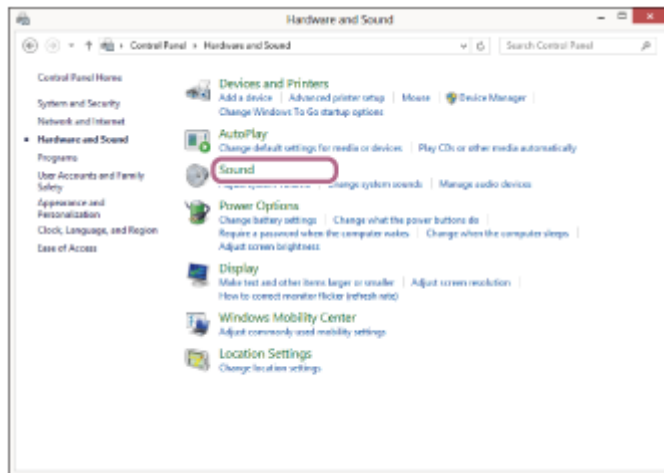 Hardware and Sound
Control Panel › Hardware and Sound
Search Control Panel
Control Panel Home
System and Security
Network and Internet
Hardware and Sound
Programs
User Accounts and Family
Safety
Appearance and
Personalization
Clock, Language, and Region
Ease of Access
Devices and Printers
Add a device | Advanced printer setup | Mouse | Device Manager
Change Windows To Go startup options
AutoPlay
Change default settings for media or devices | Play CDs or other media automatically
Sound
Adjust system volume | Change system sounds | Manage audio devices
Power Options
Change battery settings | Change what the power buttons do
Require a password when the computer wakes | Change when the computer sleeps
Adjust screen brightness
Display
Make text and other items larger or smaller | Adjust screen resolution
How to correct monitor flicker (refresh rate)
Windows Mobility Center
Adjust commonly used mobility settings
Location Settings
Change location settings